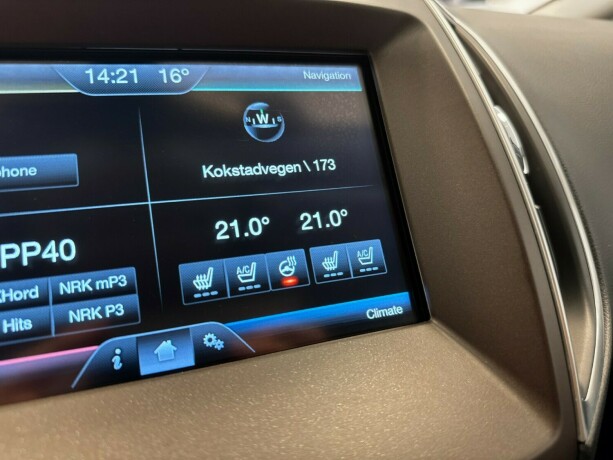 14:21 16°
Navigation
N W S
phone
Kokstadvegen \ 173
21.0° 21.0°
PP40
A/C A/C
Hord NRK mP3
Hits NRK P3
Climate
i